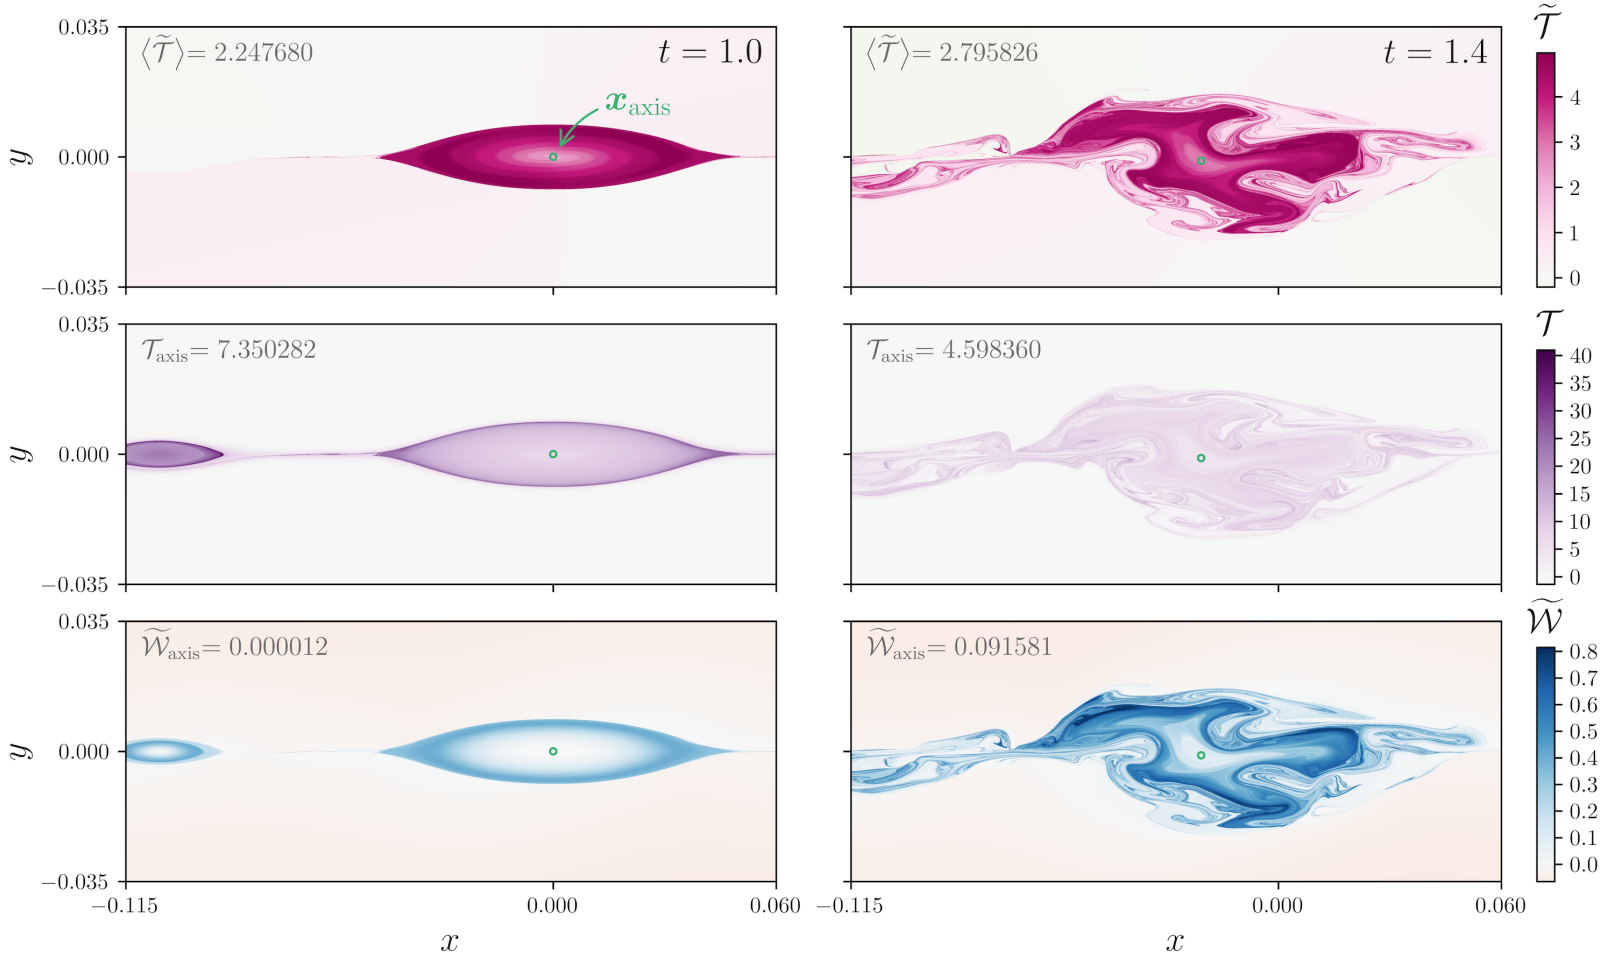 0.035
⟨𝒯̃⟩= 2.247680
t = 1.0
x_axis
y
0.000
−0.035
⟨𝒯̃⟩= 2.795826
t = 1.4
𝒯̃
4
3
2
1
0
0.035
𝒯_axis= 7.350282
y
0.000
−0.035
𝒯_axis= 4.598360
𝒯
40
35
30
25
20
15
10
5
0
0.035
𝒲̃_axis= 0.000012
y
0.000
−0.035
−0.115
0.000
0.060
x
𝒲̃_axis= 0.091581
−0.115
0.000
0.060
x
𝒲̃
0.8
0.7
0.6
0.5
0.4
0.3
0.2
0.1
0.0